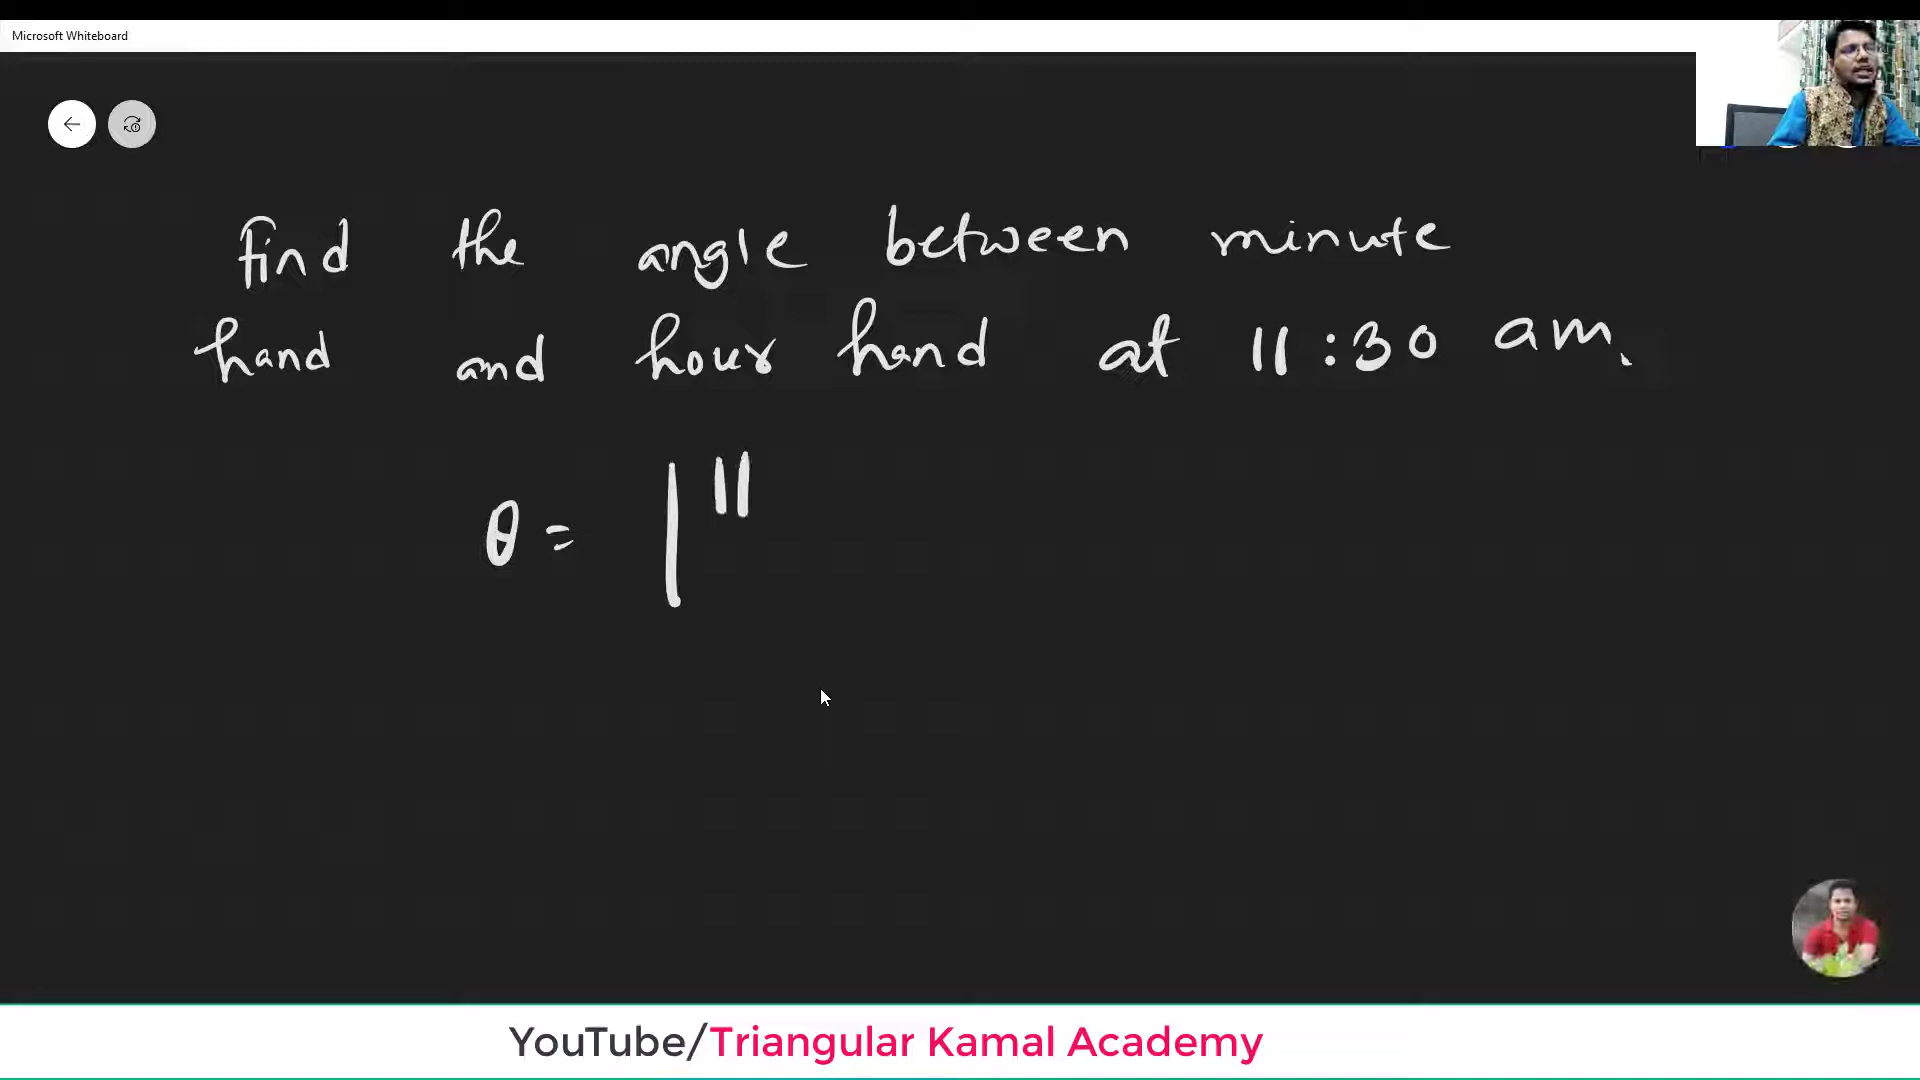 Microsoft Whiteboard
find the angle between minute
hand and hour hand at 11:30 am.
θ = | 11
YouTube/Triangular Kamal Academy